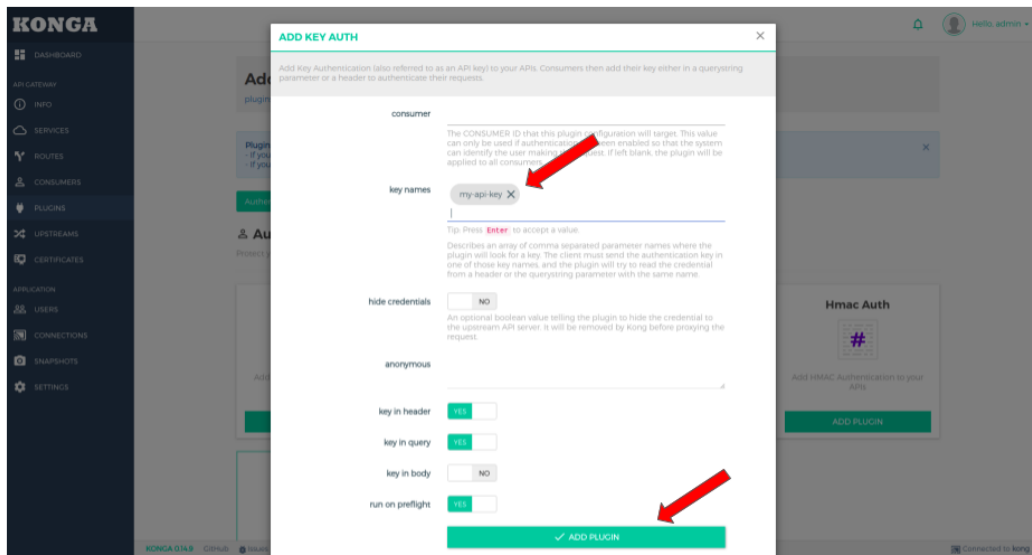 KONGA
DASHBOARD
API GATEWAY
INFO
SERVICES
ROUTES
CONSUMERS
PLUGINS
UPSTREAMS
CERTIFICATES
APPLICATION
USERS
CONNECTIONS
SNAPSHOTS
SETTINGS
Hello, admin
ADD KEY AUTH
Add Key Authentication (also referred to as an API key) to your APIs. Consumers then add their key either in a querystring
parameter or a header to authenticate their requests.
consumer
The CONSUMER ID that this plugin configuration will target. This value
can only be used if authentication been enabled so that the system
can identify the user making request. If left blank, the plugin will be
applied to all consumers.
key names
my-api-key
Tip: Press Enter to accept a value.
Describes an array of comma separated parameter names where the
plugin will look for a key. The client must send the authentication key in
one of those key names, and the plugin will try to read the credential
from a header or the querystring parameter with the same name.
hide credentials
NO
An optional boolean value telling the plugin to hide the credential to
the upstream API server. It will be removed by Kong before proxying the
request.
anonymous
key in header
YES
key in query
YES
key in body
NO
run on preflight
YES
ADD PLUGIN
Hmac Auth
#
Add HMAC Authentication to your
APIs
ADD PLUGIN
KONGA 0.14.9
GitHub
Connected to kong